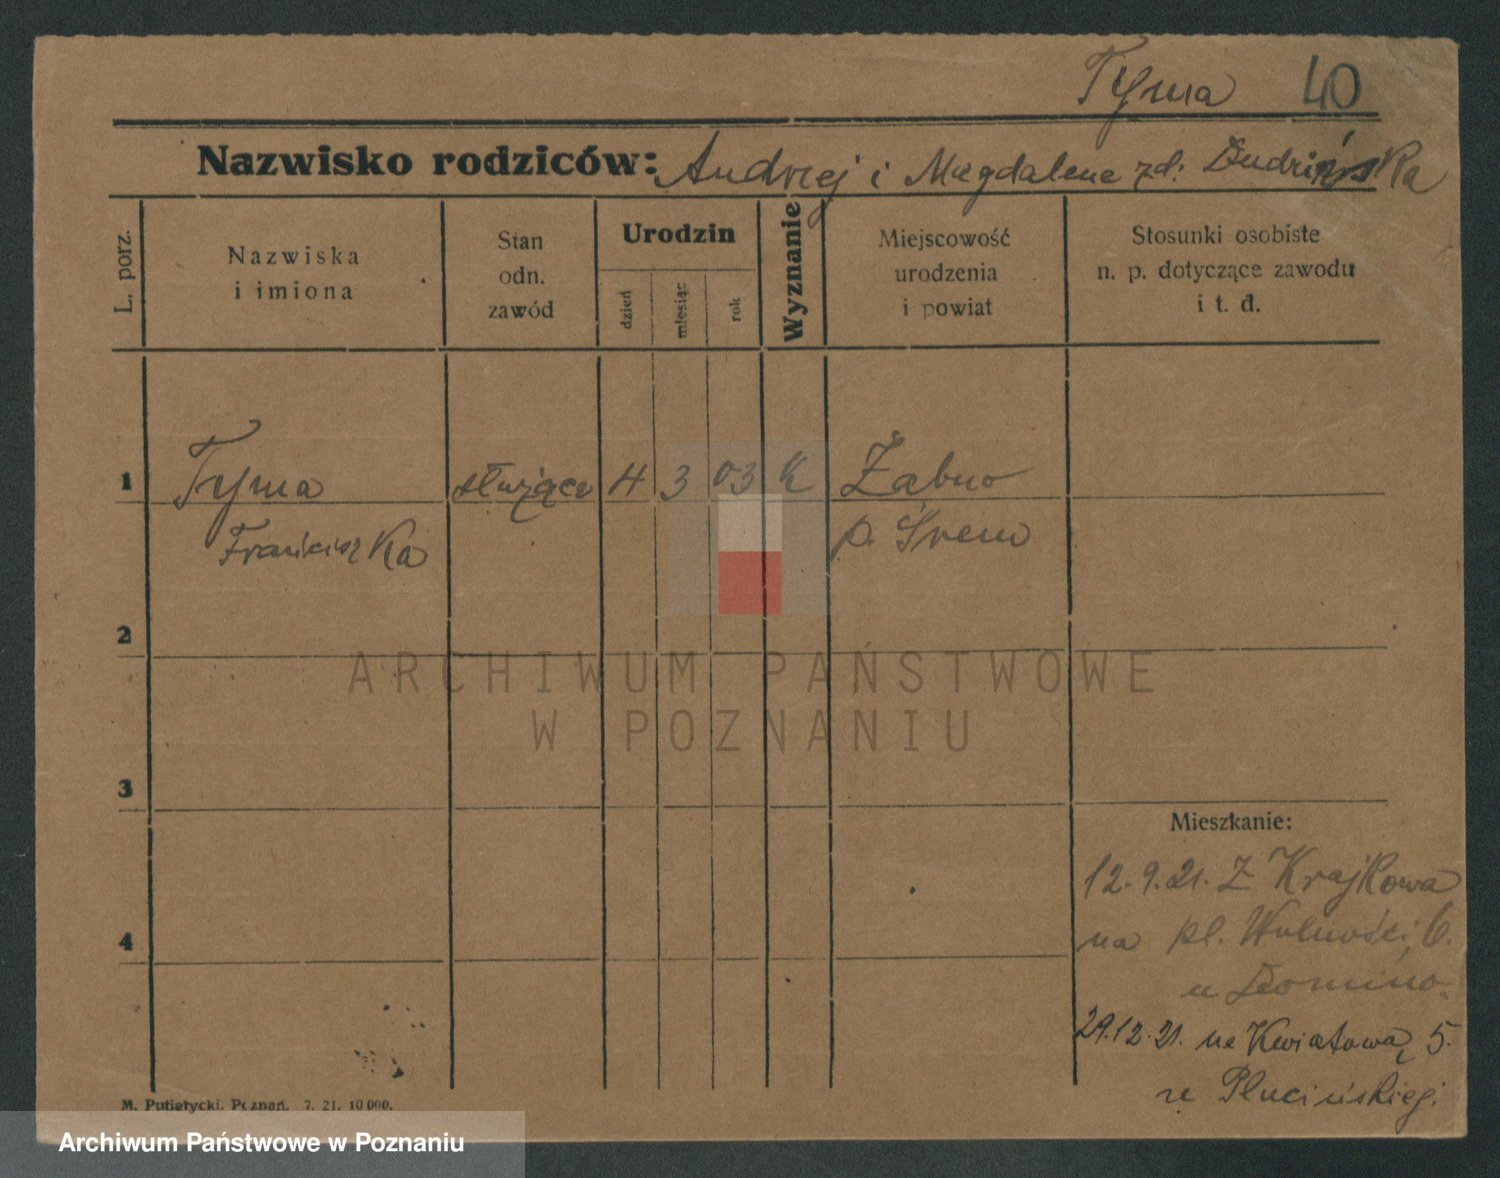 Tyma 40
Nazwisko rodziców: Andrzej i Magdalena zd:
L. porz.
Nazwiska
i imiona
Stan
odn.
zawód
Urodzin
dzień
miesiąc
rok
Wyznanie
Miejscowość
urodzenia
i powiat
Stosunki osobiste
n. p. dotyczące zawodu
i t. d.
1 Tyma służąca 4 3 03 K Żabno
Franciszka p. Śrem
2
ARCHIWUM PAŃSTWOWE
W POZNANIU
3
Mieszkanie:
12.9.21. Z Krajkowa
4 na pl. Wolności 6.
u Domino
29.12.21. na Kwiatową 5.
Plucińskiej.
M. Putiatycki, Poznań. 7. 21. 10 000.
Archiwum Państwowe w Poznaniu